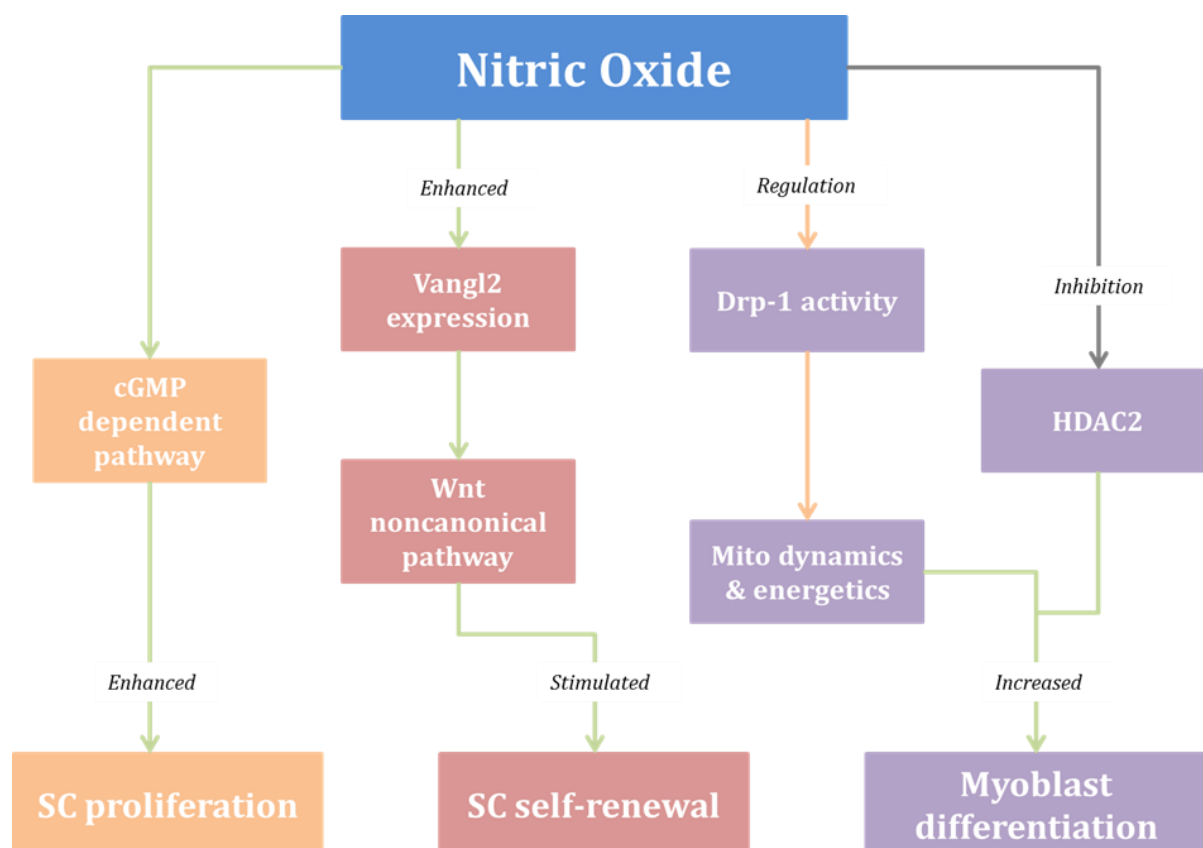 Nitric Oxide
Enhanced
Regulation
Inhibition
Vangl2
expression
Drp-1 activity
cGMP
dependent
pathway
HDAC2
Wnt
noncanonical
pathway
Mito dynamics
& energetics
Enhanced
Stimulated
Increased
SC proliferation
SC self-renewal
Myoblast
differentiation